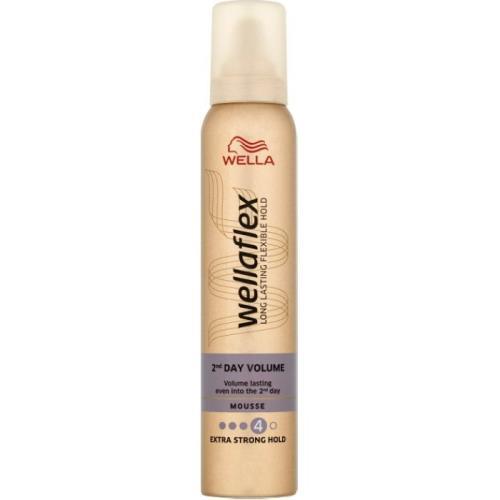 WELLA
wellaflex
LONG LASTING FLEXIBLE HOLD
2nd DAY VOLUME
Volume lasting
even into the 2nd day
MOUSSE
4
EXTRA STRONG HOLD